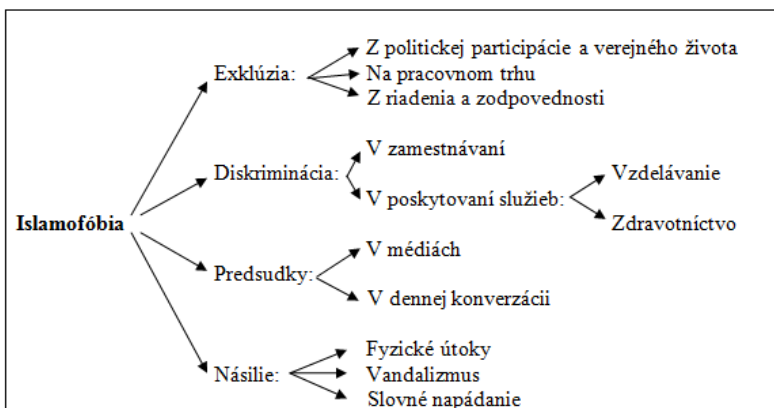 Z politickej participácie a verejného života
Exklúzia:
Na pracovnom trhu
Z riadenia a zodpovednosti
V zamestnávaní
Diskriminácia:
Vzdelávanie
V poskytovaní služieb:
Islamofóbia
Zdravotníctvo
V médiách
Predsudky:
V dennej konverzácii
Fyzické útoky
Násilie:
Vandalizmus
Slovné napádanie